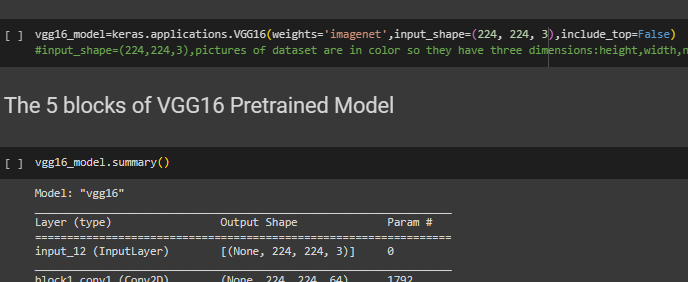 [ ] vgg16_model=keras.applications.VGG16(weights='imagenet',input_shape=(224, 224, 3),include_top=False)
#input_shape=(224,224,3),pictures of dataset are in color so they have three dimensions:height,width,n
The 5 blocks of VGG16 Pretrained Model
[ ] vgg16_model.summary()
Model: "vgg16"
Layer (type) Output Shape Param #
=================================================================
input_12 (InputLayer) [(None, 224, 224, 3)] 0
block1_conv1 (Conv2D) (None, 224, 224, 64) 1792